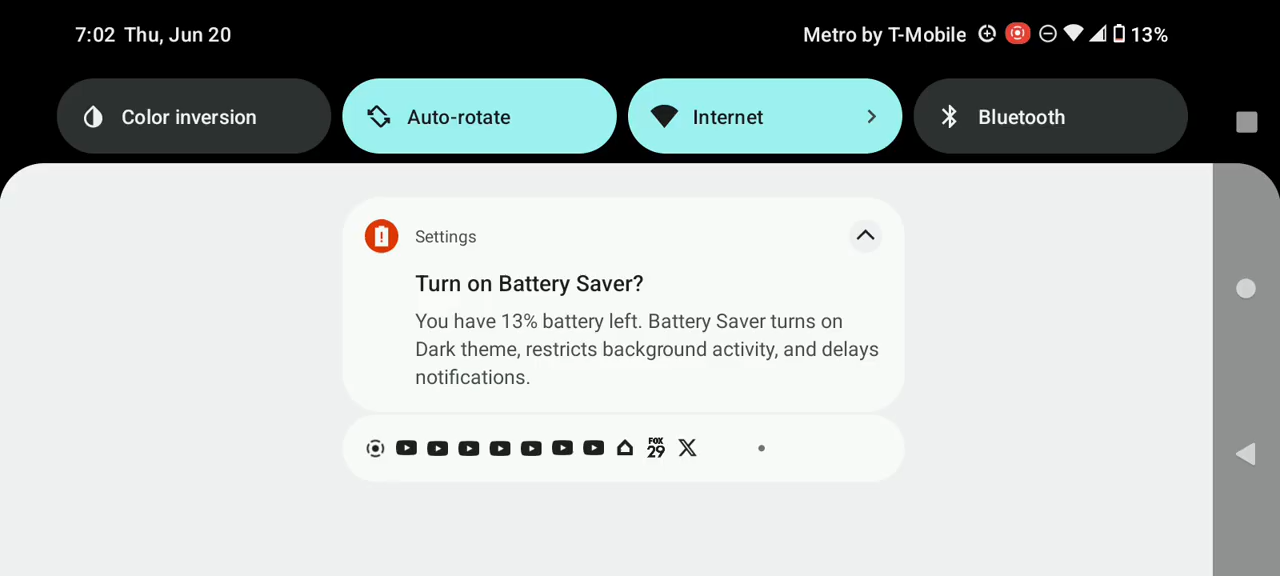 7:02 Thu, Jun 20
Metro by T-Mobile 13%
Color inversion
Auto-rotate
Internet
Bluetooth
Settings
Turn on Battery Saver?
You have 13% battery left. Battery Saver turns on
Dark theme, restricts background activity, and delays
notifications.
FOX
29